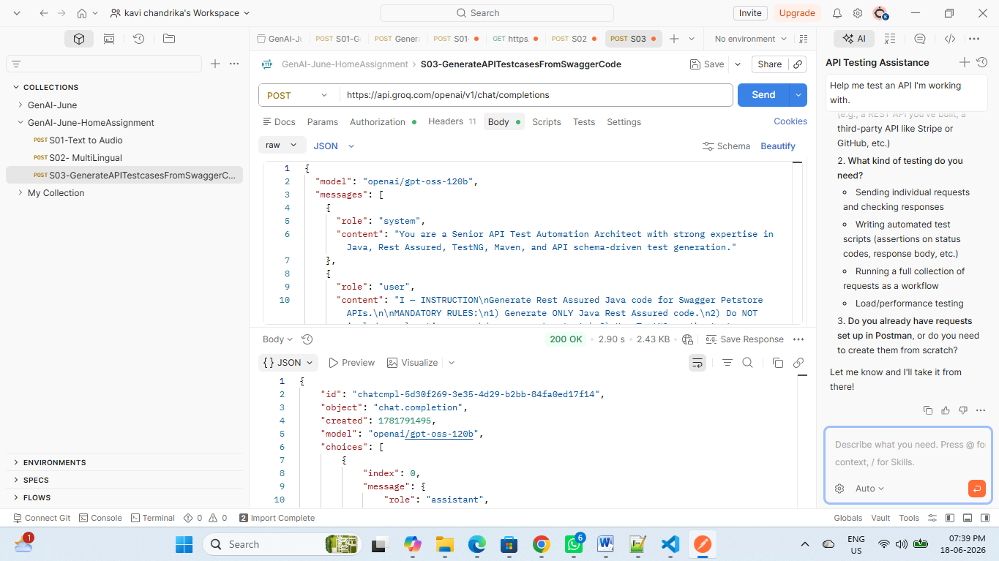 kavi chandrika's Workspace
Search
Invite
Upgrade
K
GenAI-Ju
POST S01-G
POST Genera
POST S01-
GET https.
POST S02
POST S03
No environment
AI
COLLECTIONS
GenAI-June
GenAI-June-HomeAssignment
POST S01-Text to Audio
POST S02- MultiLingual
POST S03-GenerateAPITestcasesFromSwaggerC...
My Collection
ENVIRONMENTS
SPECS
FLOWS
HTTP
GenAI-June-HomeAssignment > S03-GenerateAPITestcasesFromSwaggerCode
Save
Share
POST
https://api.groq.com/openai/v1/chat/completions
Send
Docs
Params
Authorization
Headers 11
Body
Scripts
Tests
Settings
Cookies
raw
JSON
Schema
Beautify
1 {
2 "model": "openai/gpt-oss-120b",
3 "messages": [
4 {
5 "role": "system",
6 "content": "You are a Senior API Test Automation Architect with strong expertise in
Java, Rest Assured, TestNG, Maven, and API schema-driven test generation."
7 },
8 {
9 "role": "user",
10 "content": "I — INSTRUCTION\nGenerate Rest Assured Java code for Swagger Petstore
APIs.\n\nMANDATORY RULES:\n1) Generate ONLY Java Rest Assured code.\n2) Do NOT
Body
200 OK
2.90 s
2.43 KB
e.g. Save Response
{} JSON
Preview
Visualize
1 {
2 "id": "chatcmpl-5d30f269-3e35-4d29-b2bb-84fa0ed17f14",
3 "object": "chat.completion",
4 "created": 1781791495,
5 "model": "openai/gpt-oss-120b",
6 "choices": [
7 {
8 "index": 0,
9 "message": {
10 "role": "assistant",
API Testing Assistance
Help me test an API I'm working
with.
(e.g., a REST API you've built, a
third-party API like Stripe or
GitHub, etc.)
2. What kind of testing do you
need?
Sending individual requests
and checking responses
Writing automated test
scripts (assertions on status
codes, response body, etc.)
Running a full collection of
requests as a workflow
Load/performance testing
3. Do you already have requests
set up in Postman, or do you need
to create them from scratch?
Let me know and I'll take it from
there!
Describe what you need. Press @ for
context, / for Skills.
Auto
Connect Git
Console
Terminal
0
0
2 Import Complete
Globals
Vault
Tools
1
Search
6
ENG
US
07:39 PM
18-06-2026